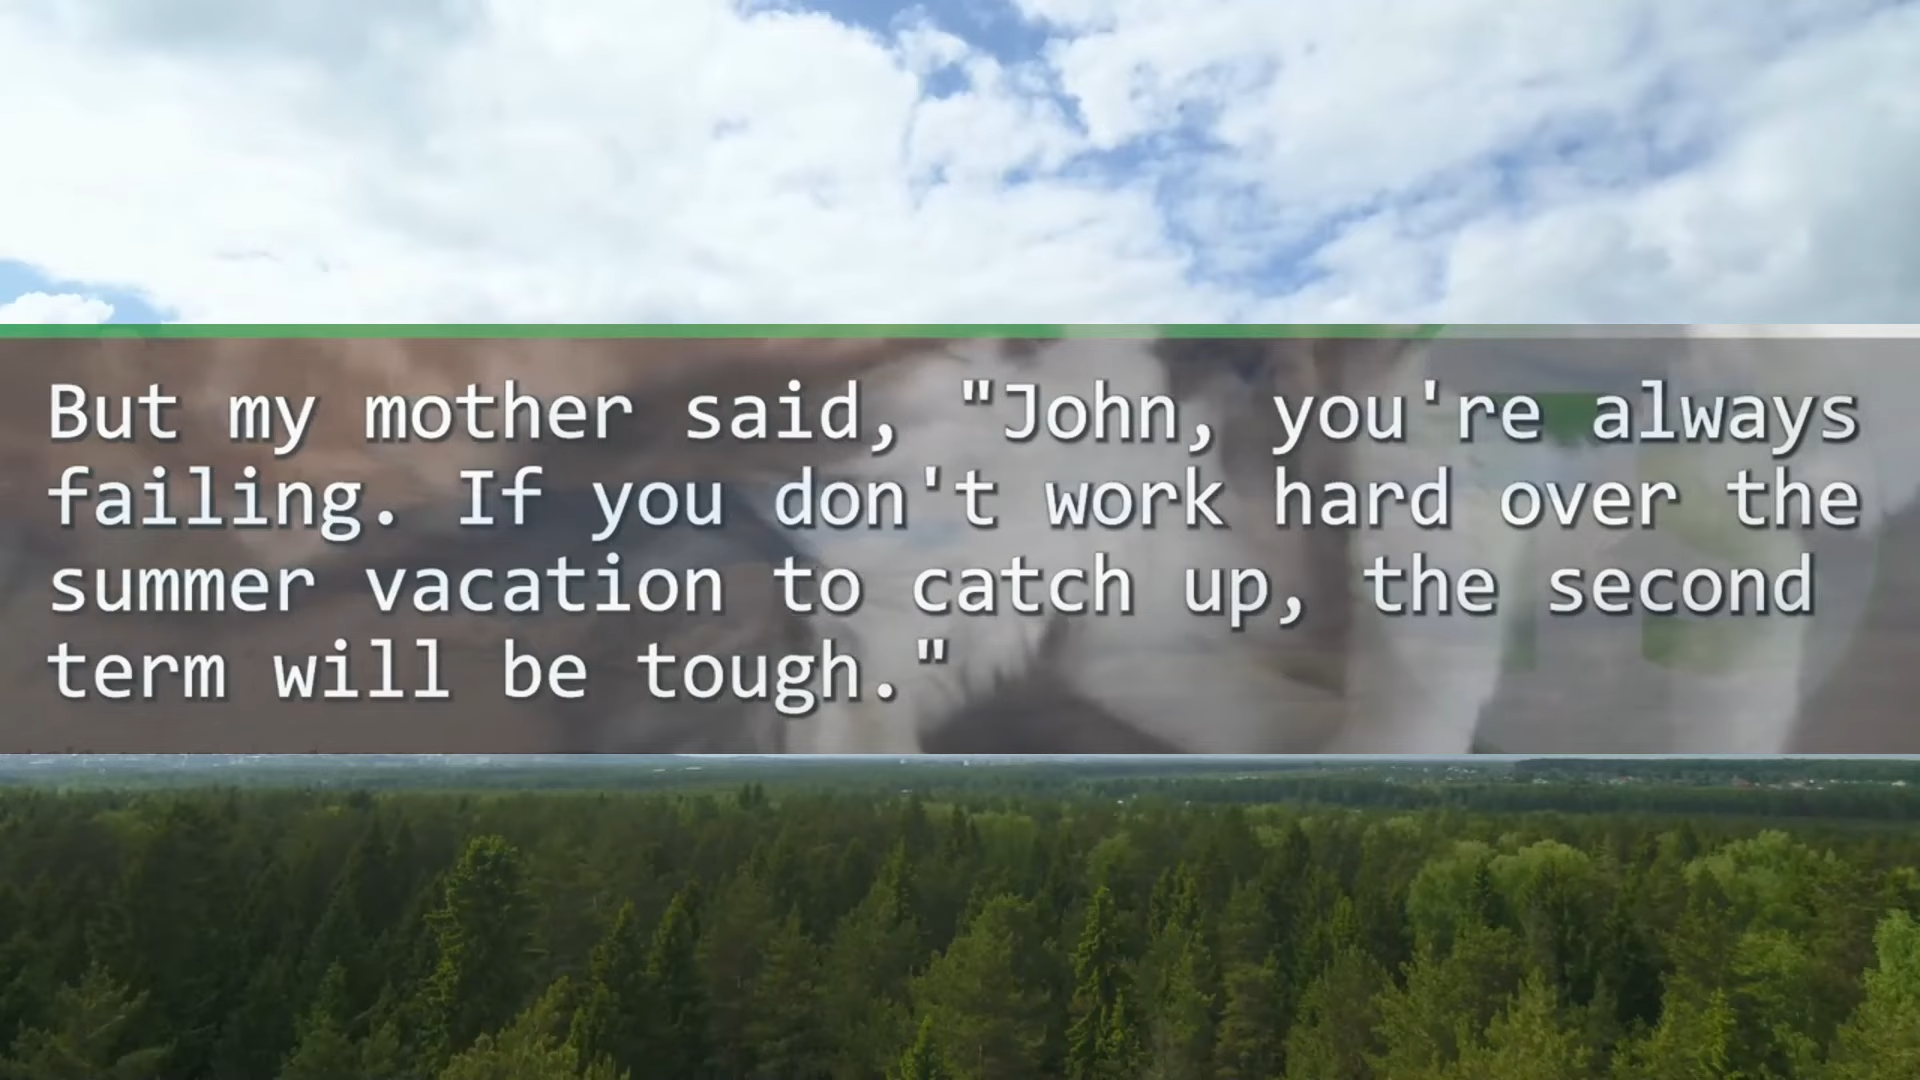 But my mother said, "John, you're always
failing. If you don't work hard over the
summer vacation to catch up, the second
term will be tough."